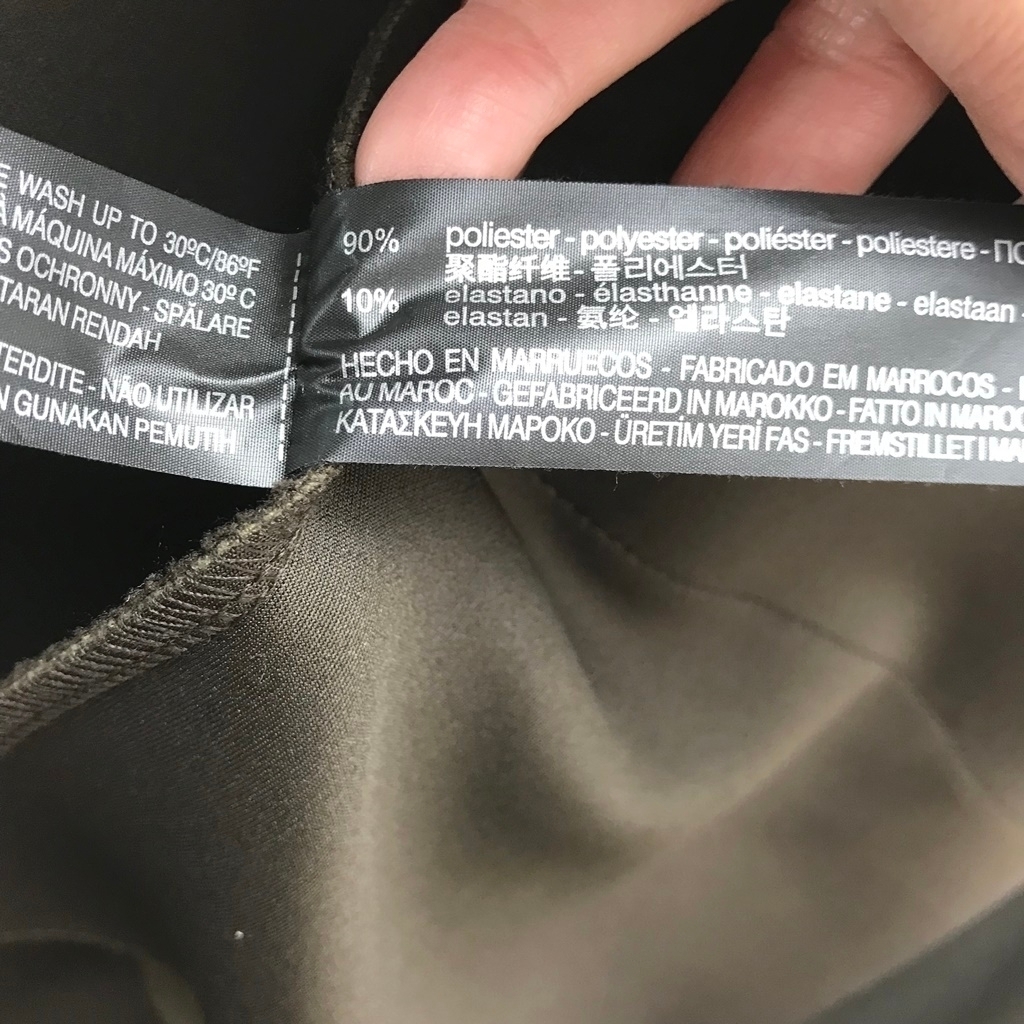 WASH UP TO 30ºC/86ºF
MÁQUINA MÁXIMO 30º C
OCHRONNY - SPĂLARE
RENDAH
- NÃO UTILIZAR
GUNAKAN PEMUTIH
90% poliester - polyester - poliéster - poliestere -
聚酯纤维 - 폴리에스터
10% elastano - élasthanne - elastane - elastaan -
elastan - 氨纶 - 엘라스탄
HECHO EN MARRUECOS - FABRICADO EM MARROCOS -
AU MAROC - GEFABRICEERD IN MAROKKO - FATTO IN
ΚΑΤΑΣΚΕΥΗ ΜΑΡΟΚΟ - ÜRETİM YERİ FAS - FREMSTILLET I